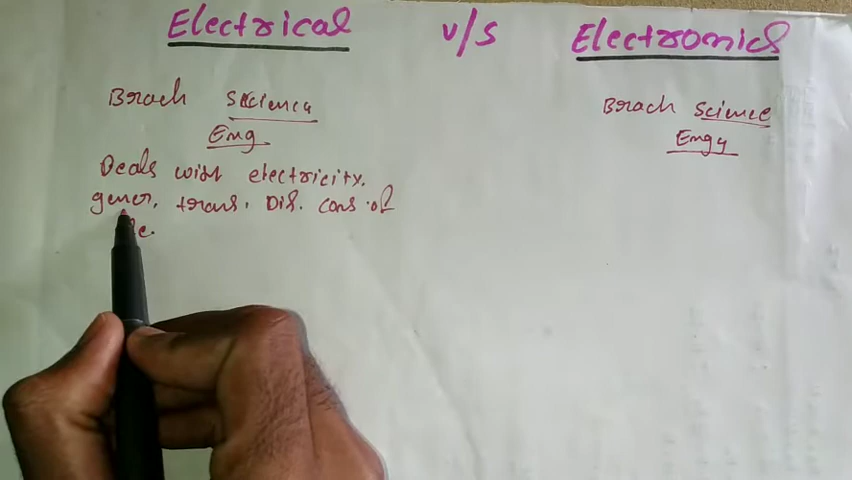 Electrical v/s Electronics
Brach Science
Eng
Brach Science
Engg
Deals with electricity.
gener. trans. Dis. cons. of